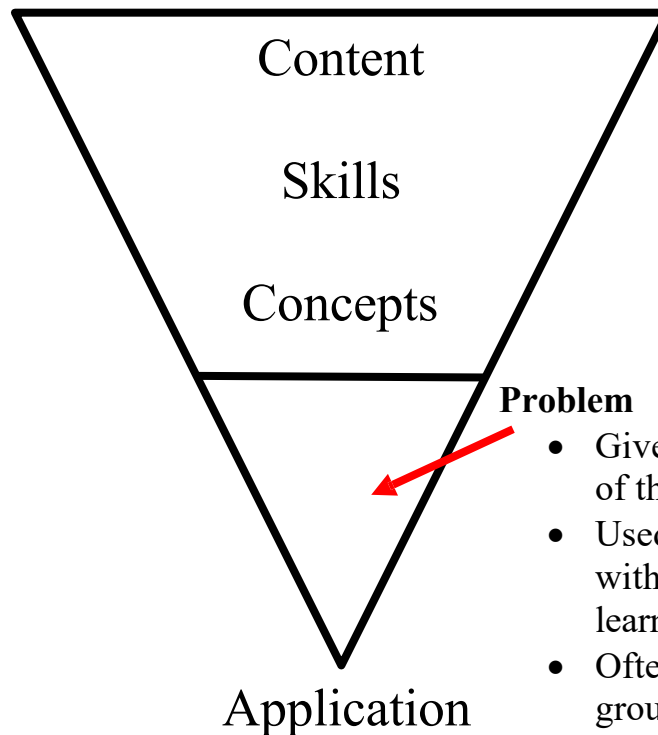 Content
Skills
Concepts
Problem
• Give
of th
• Used
with
learn
• Ofte
grou
Application